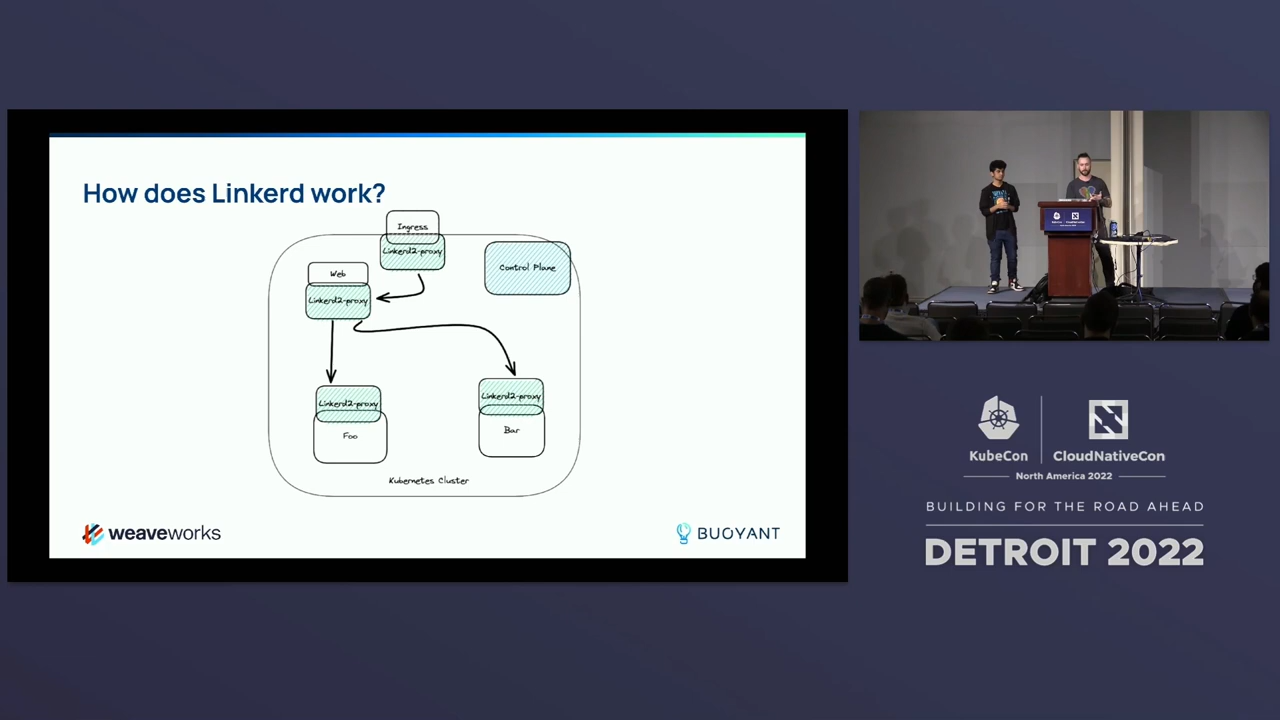 How does Linkerd work?
Ingress
Linkerd2-proxy
Control Plane
Web
Linkerd2-proxy
Linkerd2-proxy
Foo
Linkerd2-proxy
Bar
Kubernetes Cluster
weaveworks
BUOYANT
KubeCon
CloudNativeCon
North America 2022
BUILDING FOR THE ROAD AHEAD
DETROIT 2022